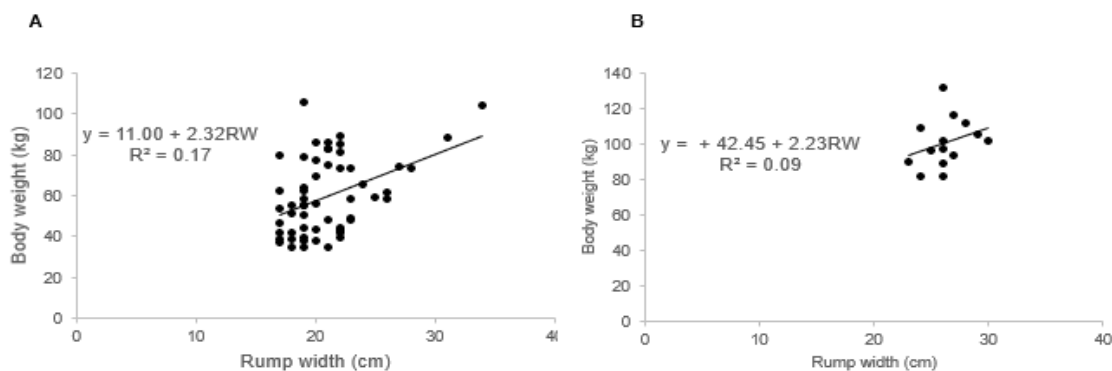 A
Body weight (kg)
120
100
80
60
40
20
0
y = 11.00 + 2.32RW
R² = 0.17
0
10
20
30
40
Rump width (cm)
B
Body weight (kg)
140
120
100
80
60
40
20
0
y = + 42.45 + 2.23RW
R² = 0.09
0
10
20
30
40
Rump width (cm)